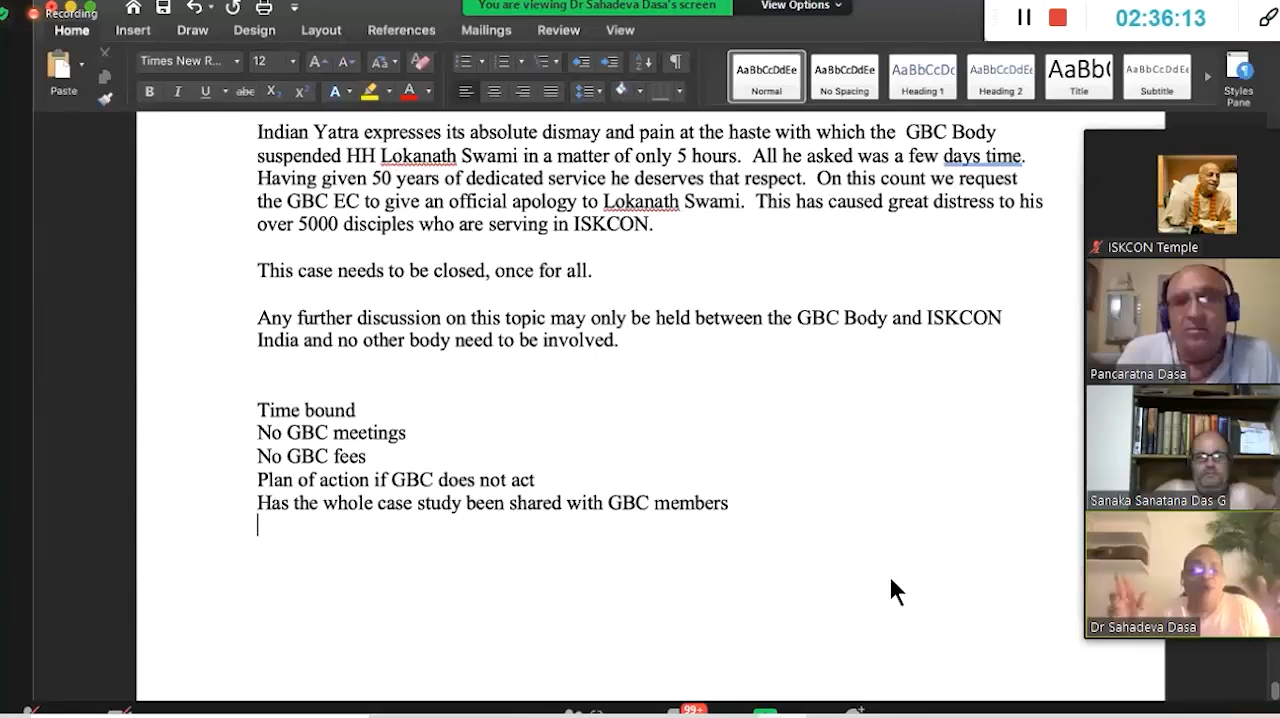 Recording
You are viewing Dr Sahadeva Dasa's screen
View Options
02:36:13
Home Insert Draw Design Layout References Mailings Review View
Paste
Times New R... 12
AaBbCcDdEe AaBbCcDdEe AaBbCcDc AaBbCcDdEe AaBb( AaBbCcDdEe
Normal No Spacing Heading 1 Heading 2 Title Subtitle
Styles
Pane
Indian Yatra expresses its absolute dismay and pain at the haste with which the GBC Body
suspended HH Lokanath Swami in a matter of only 5 hours. All he asked was a few days time.
Having given 50 years of dedicated service he deserves that respect. On this count we request
the GBC EC to give an official apology to Lokanath Swami. This has caused great distress to his
over 5000 disciples who are serving in ISKCON.
This case needs to be closed, once for all.
Any further discussion on this topic may only be held between the GBC Body and ISKCON
India and no other body need to be involved.
Time bound
No GBC meetings
No GBC fees
Plan of action if GBC does not act
Has the whole case study been shared with GBC members
ISKCON Temple
Pancaratna Dasa
Sanaka Sanatana Das G
Dr Sahadeva Dasa
99+